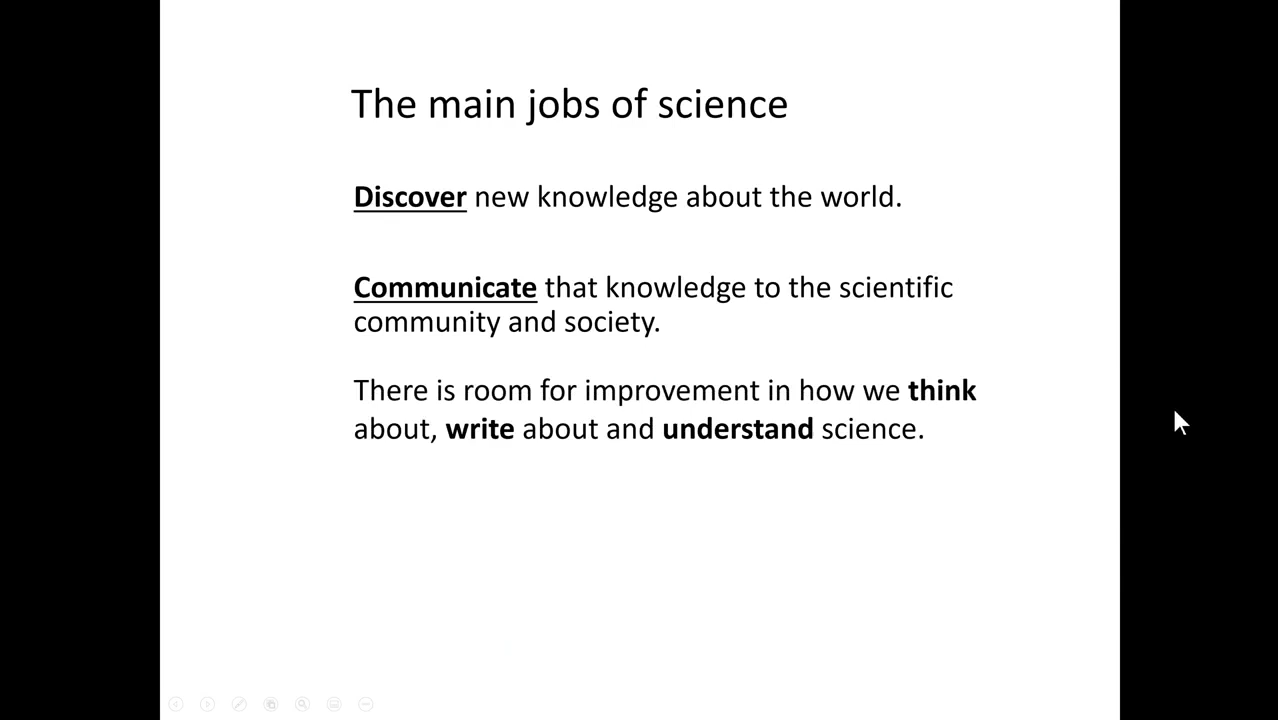 The main jobs of science
Discover new knowledge about the world.
Communicate that knowledge to the scientific
community and society.
There is room for improvement in how we think
about, write about and understand science.